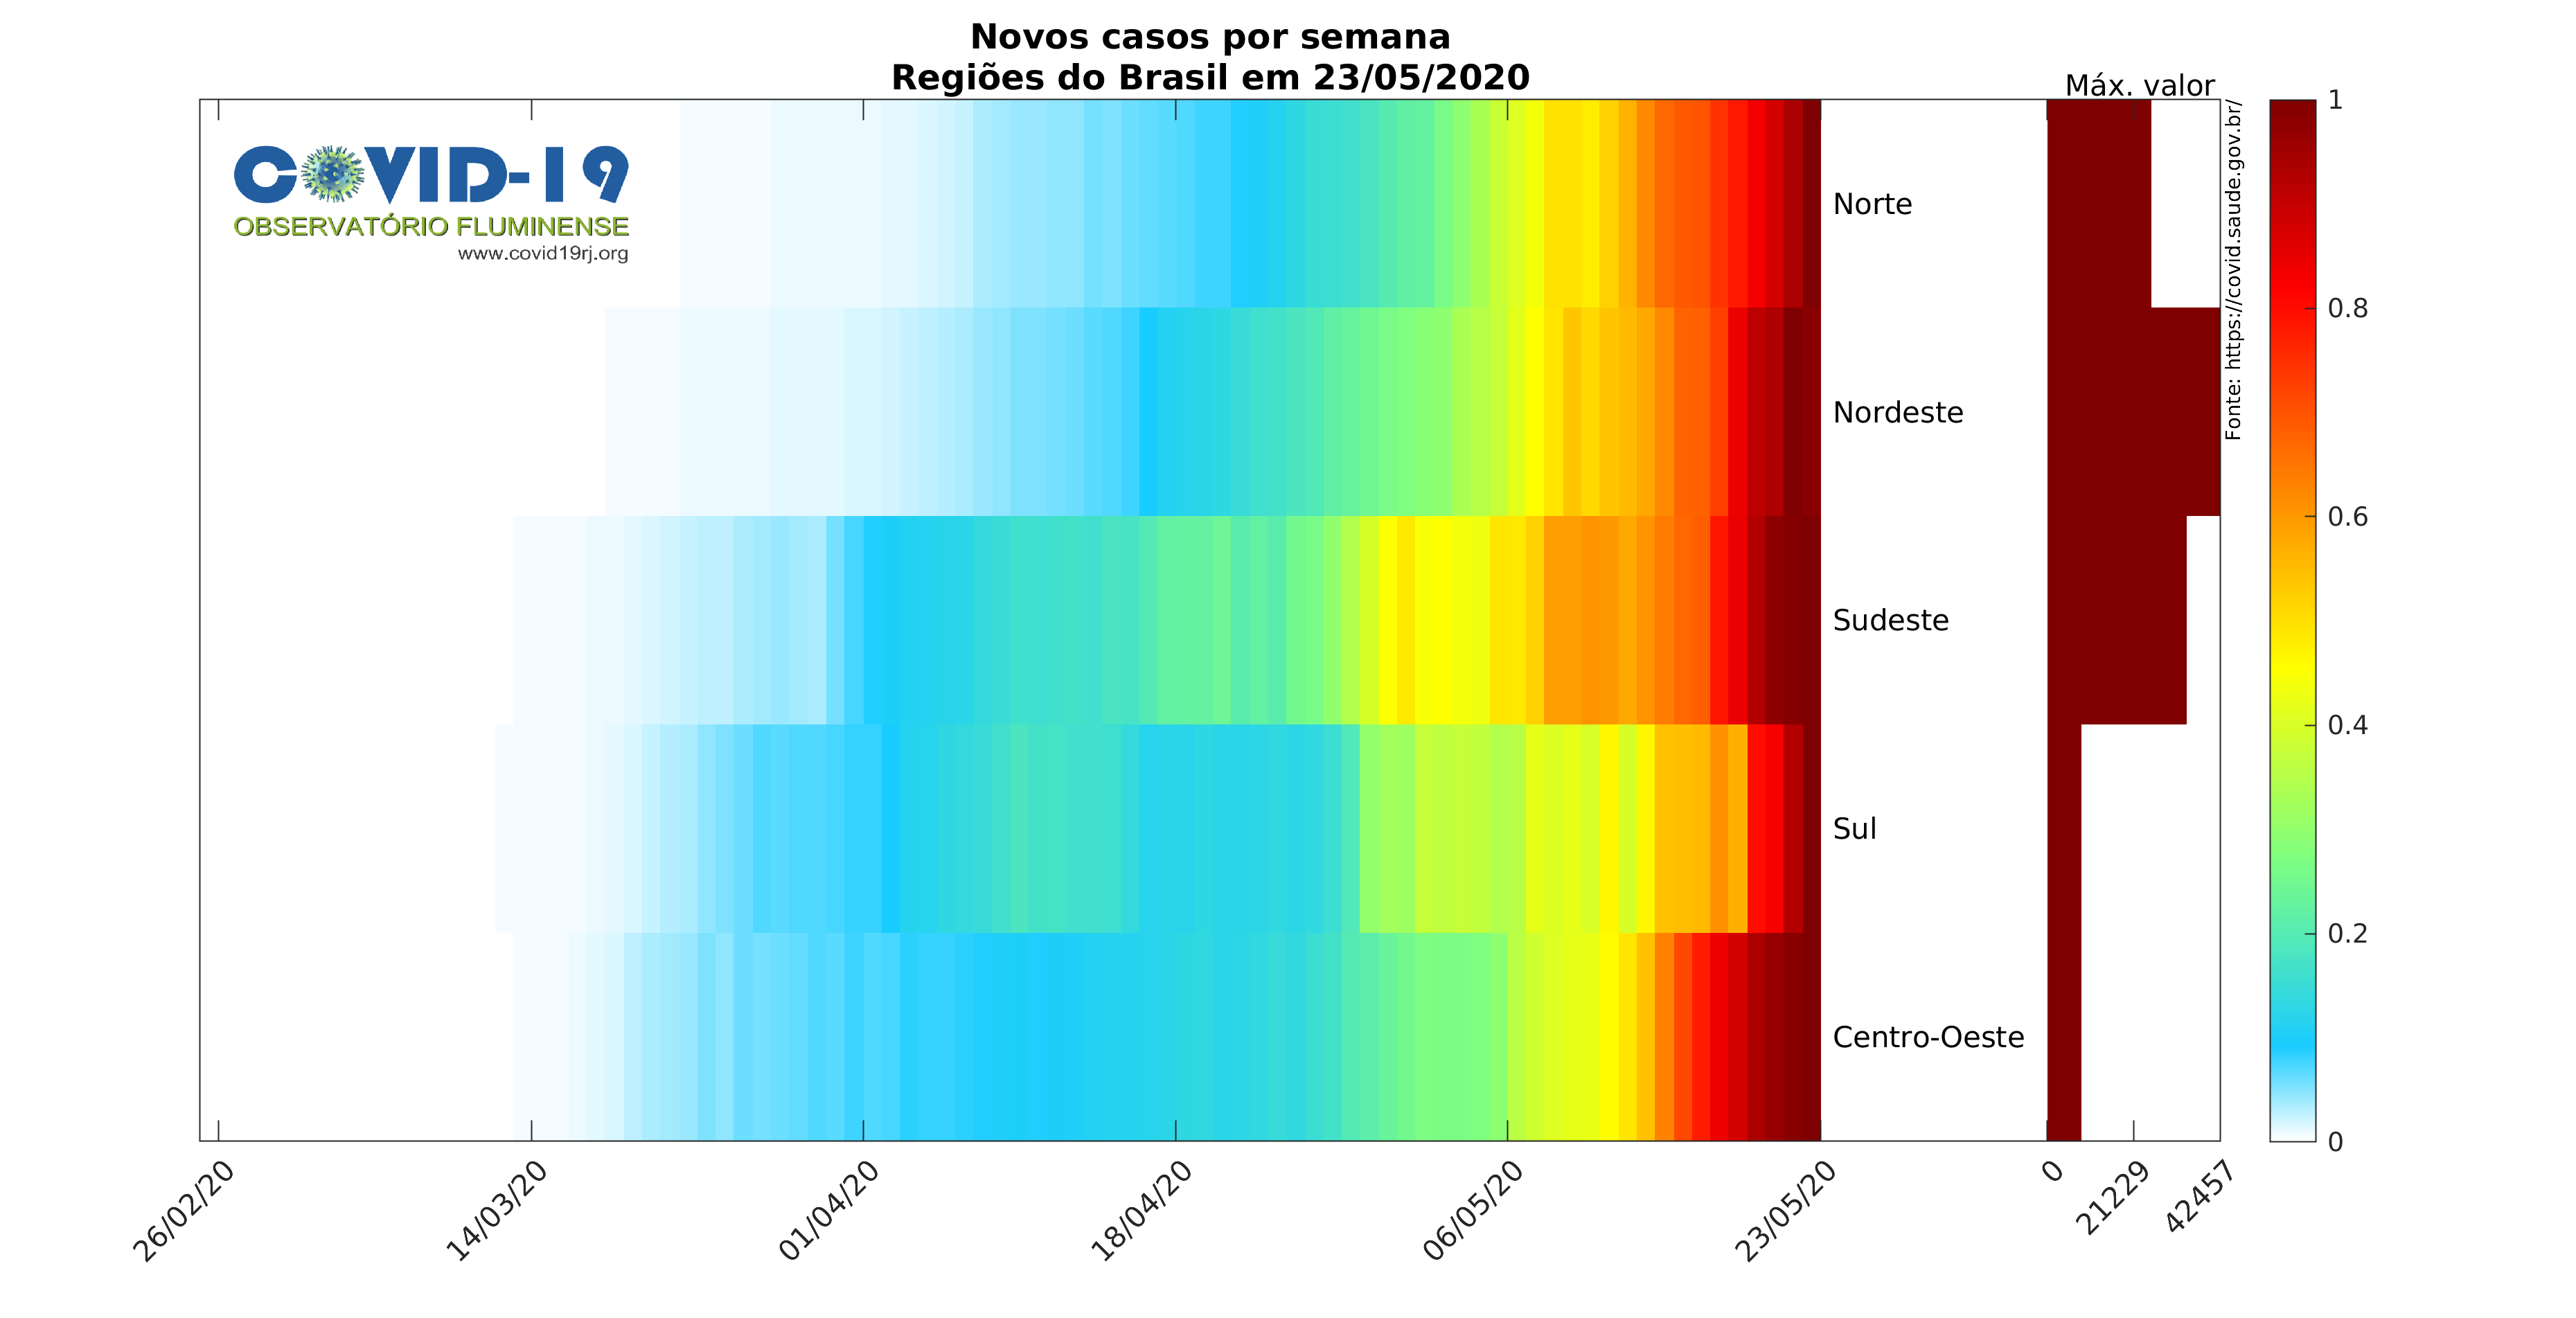 Novos casos por semana
Regiões do Brasil em 23/05/2020
Máx. valor
COVID-19
OBSERVATÓRIO FLUMINENSE
www.covid19rj.org
Norte
Nordeste
Sudeste
Sul
Centro-Oeste
Fonte: https://covid.saude.gov.br/
1
0.8
0.6
0.4
0.2
0
26/02/20
14/03/20
01/04/20
18/04/20
06/05/20
23/05/20
0
21229
42457